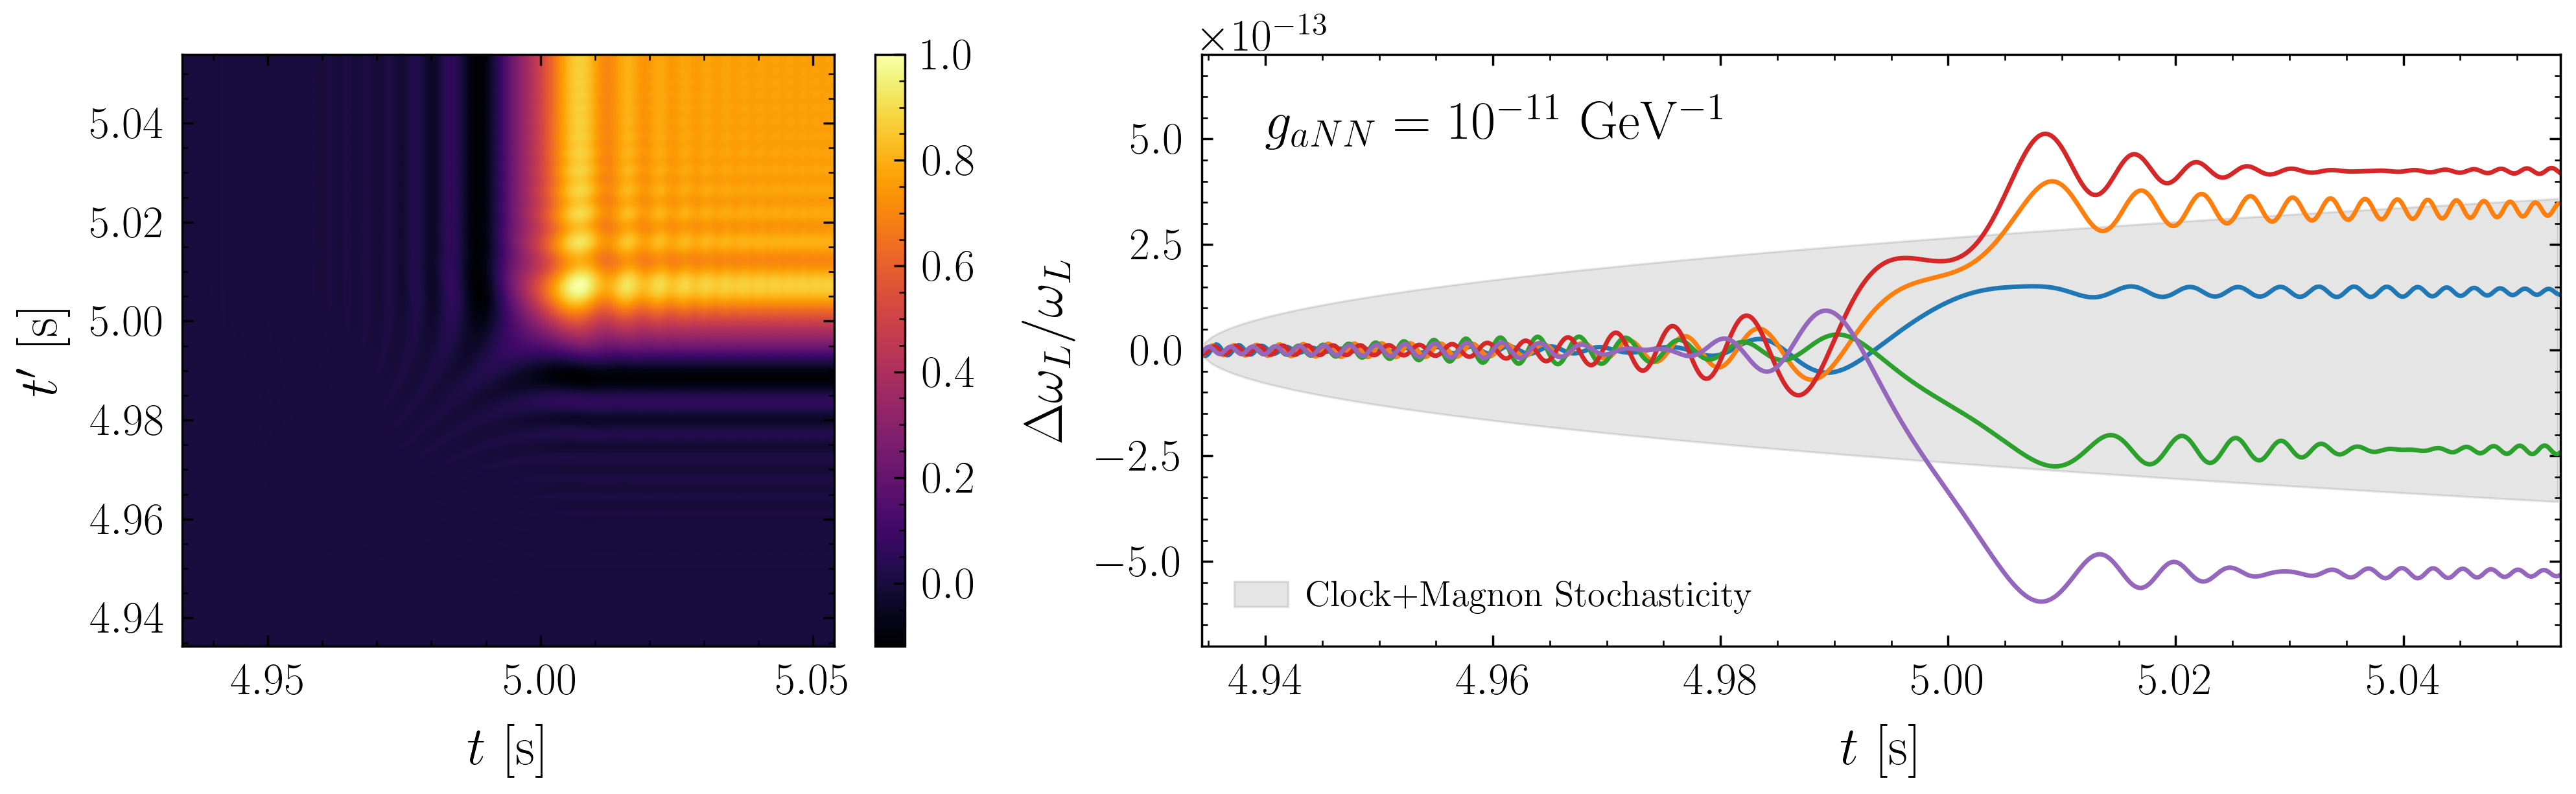 5.04
5.02
5.00
4.98
4.96
4.94
t′ [s]
4.95 5.00 5.05
t [s]
1.0
0.8
0.6
0.4
0.2
0.0
×10⁻¹³
g_{aNN} = 10⁻¹¹ GeV⁻¹
5.0
2.5
0.0
−2.5
−5.0
Δω_L/ω_L
Clock+Magnon Stochasticity
4.94 4.96 4.98 5.00 5.02 5.04
t [s]